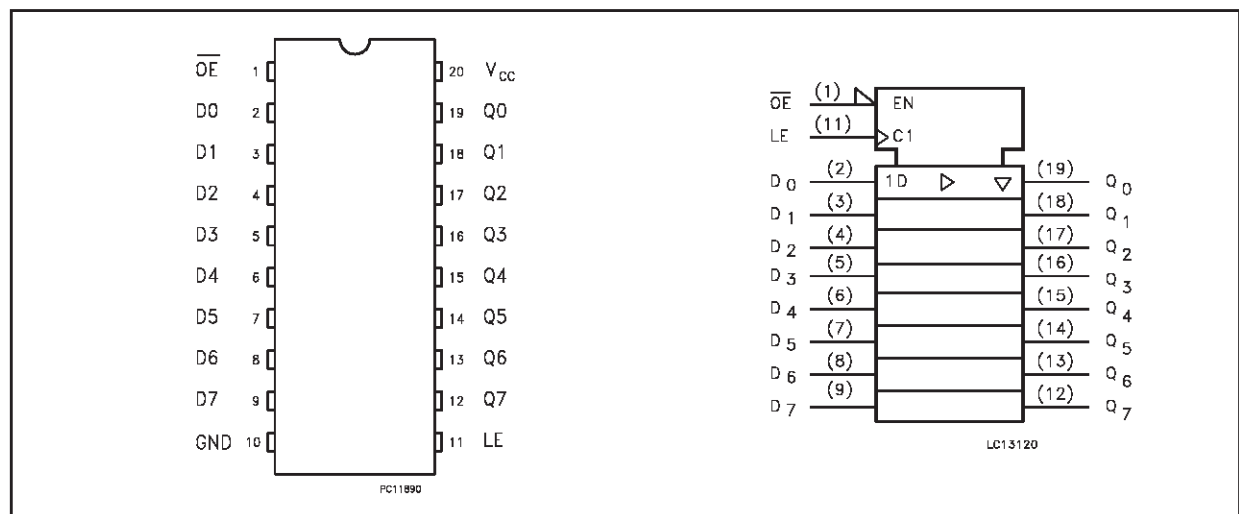 O̅E̅ 1 20 VCC
D0 2 19 Q0
D1 3 18 Q1
D2 4 17 Q2
D3 5 16 Q3
D4 6 15 Q4
D5 7 14 Q5
D6 8 13 Q6
D7 9 12 Q7
GND 10 11 LE
PC11890
O̅E̅ (1) EN
LE (11) C1
D0 (2) 1D (19) Q0
D1 (3) (18) Q1
D2 (4) (17) Q2
D3 (5) (16) Q3
D4 (6) (15) Q4
D5 (7) (14) Q5
D6 (8) (13) Q6
D7 (9) (12) Q7
LC13120